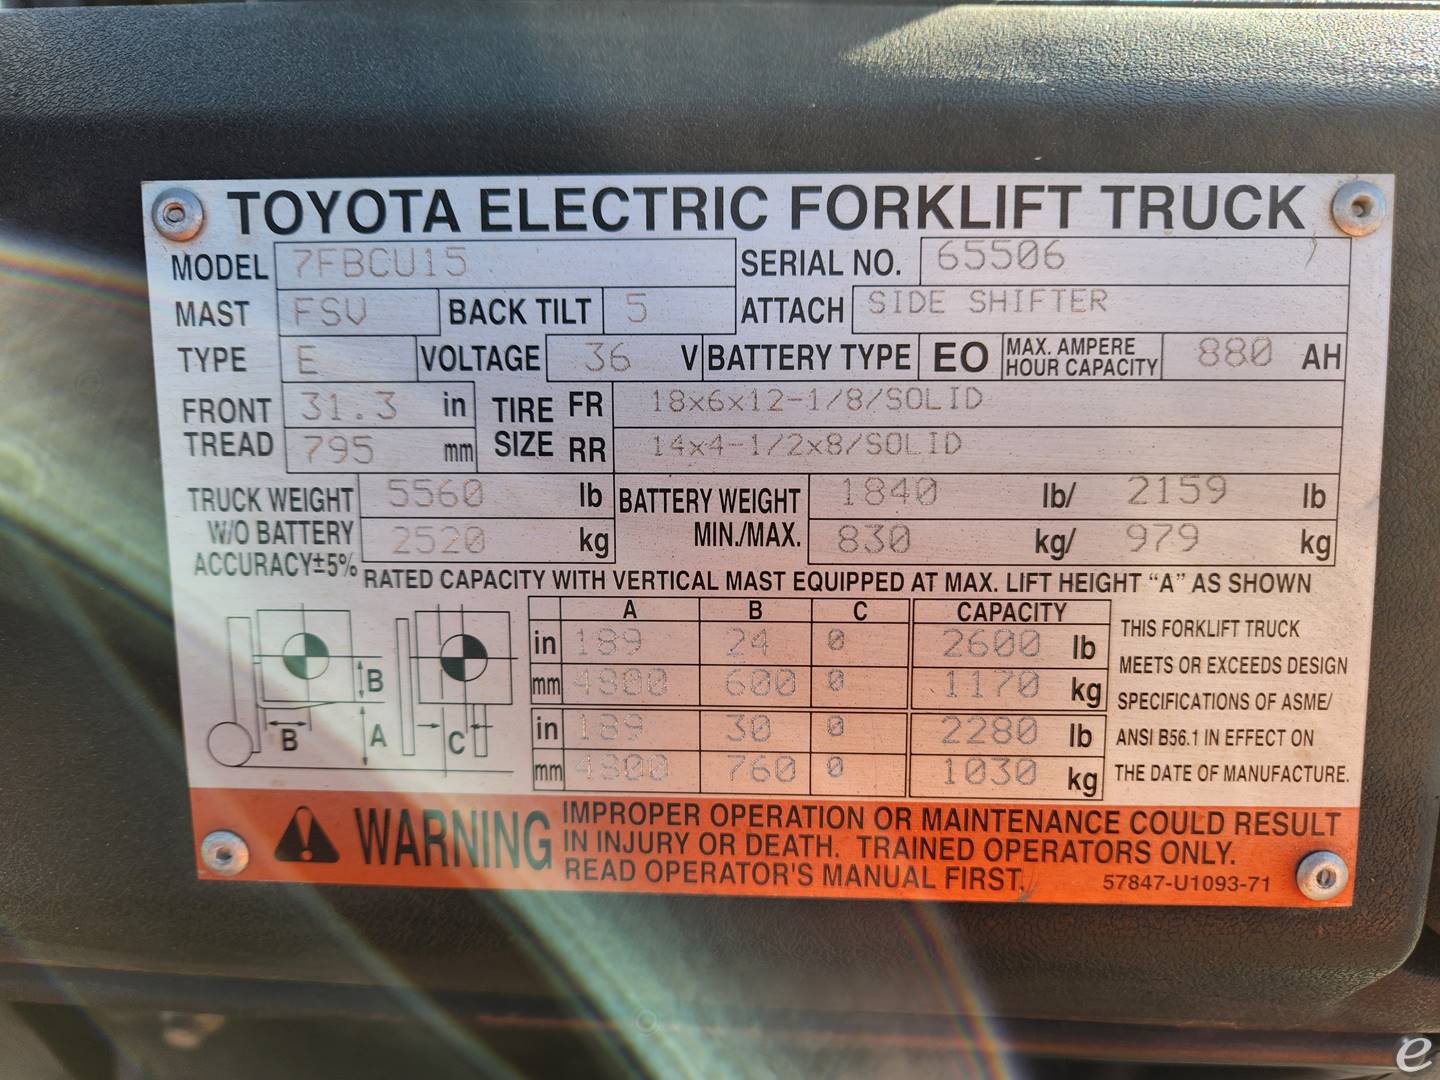 TOYOTA ELECTRIC FORKLIFT TRUCK
MODEL 7FBCU15 SERIAL NO. 65506
MAST FSV BACK TILT 5 ATTACH SIDE SHIFTER
TYPE E VOLTAGE 36 V BATTERY TYPE EO MAX. AMPERE HOUR CAPACITY 880 AH
FRONT TREAD 31.3 in TIRE SIZE FR 18x6x12-1/8/SOLID
795 mm RR 14x4-1/2x8/SOLID
TRUCK WEIGHT 5560 lb BATTERY WEIGHT 1840 lb/ 2159 lb
W/O BATTERY 2520 kg MIN./MAX. 830 kg/ 979 kg
ACCURACY±5%
RATED CAPACITY WITH VERTICAL MAST EQUIPPED AT MAX. LIFT HEIGHT "A" AS SHOWN
A B C CAPACITY
in 189 24 0 2600 lb
mm 4800 600 0 1170 kg
in 189 30 0 2280 lb
mm 4800 760 0 1030 kg
B
B A C
THIS FORKLIFT TRUCK
MEETS OR EXCEEDS DESIGN
SPECIFICATIONS OF ASME/
ANSI B56.1 IN EFFECT ON
THE DATE OF MANUFACTURE.
WARNING
IMPROPER OPERATION OR MAINTENANCE COULD RESULT
IN INJURY OR DEATH. TRAINED OPERATORS ONLY.
READ OPERATOR'S MANUAL FIRST.
57847-U1093-71
e